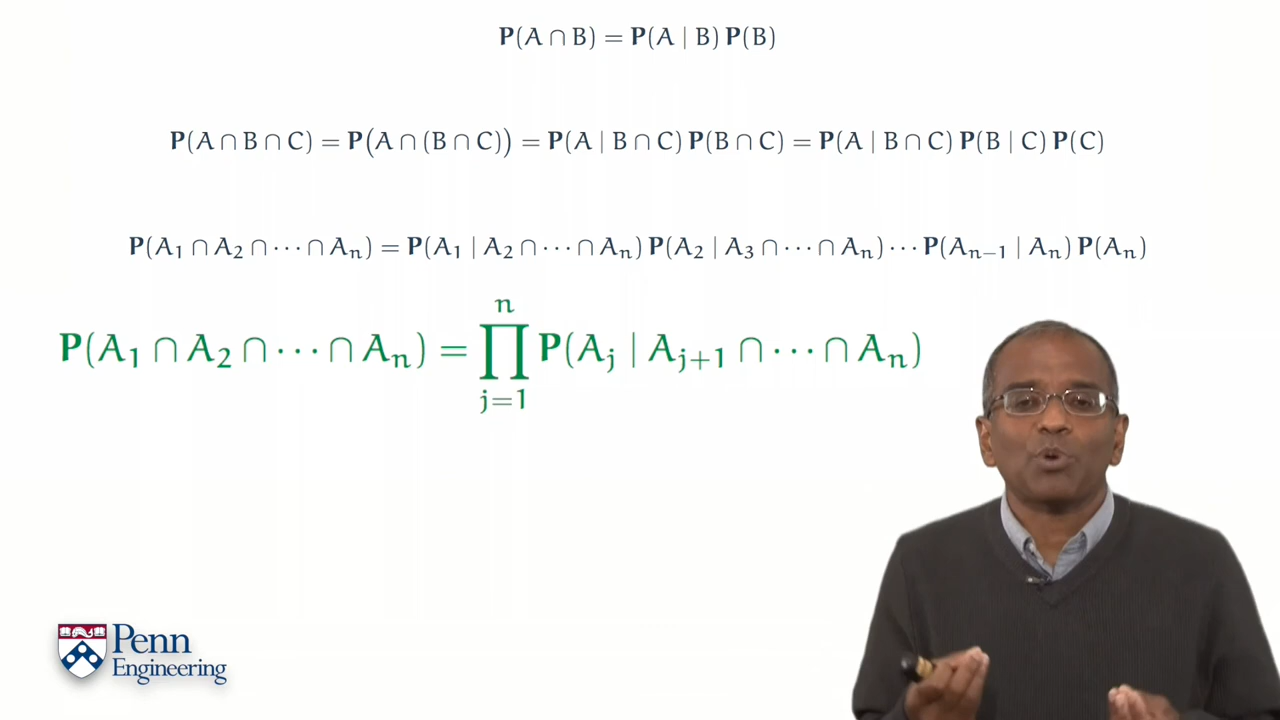 P(A ∩ B) = P(A | B) P(B)
P(A ∩ B ∩ C) = P(A ∩ (B ∩ C)) = P(A | B ∩ C) P(B ∩ C) = P(A | B ∩ C) P(B | C) P(C)
P(A₁ ∩ A₂ ∩ ⋯ ∩ Aₙ) = P(A₁ | A₂ ∩ ⋯ ∩ Aₙ) P(A₂ | A₃ ∩ ⋯ ∩ Aₙ) ⋯ P(Aₙ₋₁ | Aₙ) P(Aₙ)
P(A₁ ∩ A₂ ∩ ⋯ ∩ Aₙ) = ∏ⱼ₌₁ⁿ P(Aⱼ | Aⱼ₊₁ ∩ ⋯ ∩ Aₙ)
Penn
Engineering